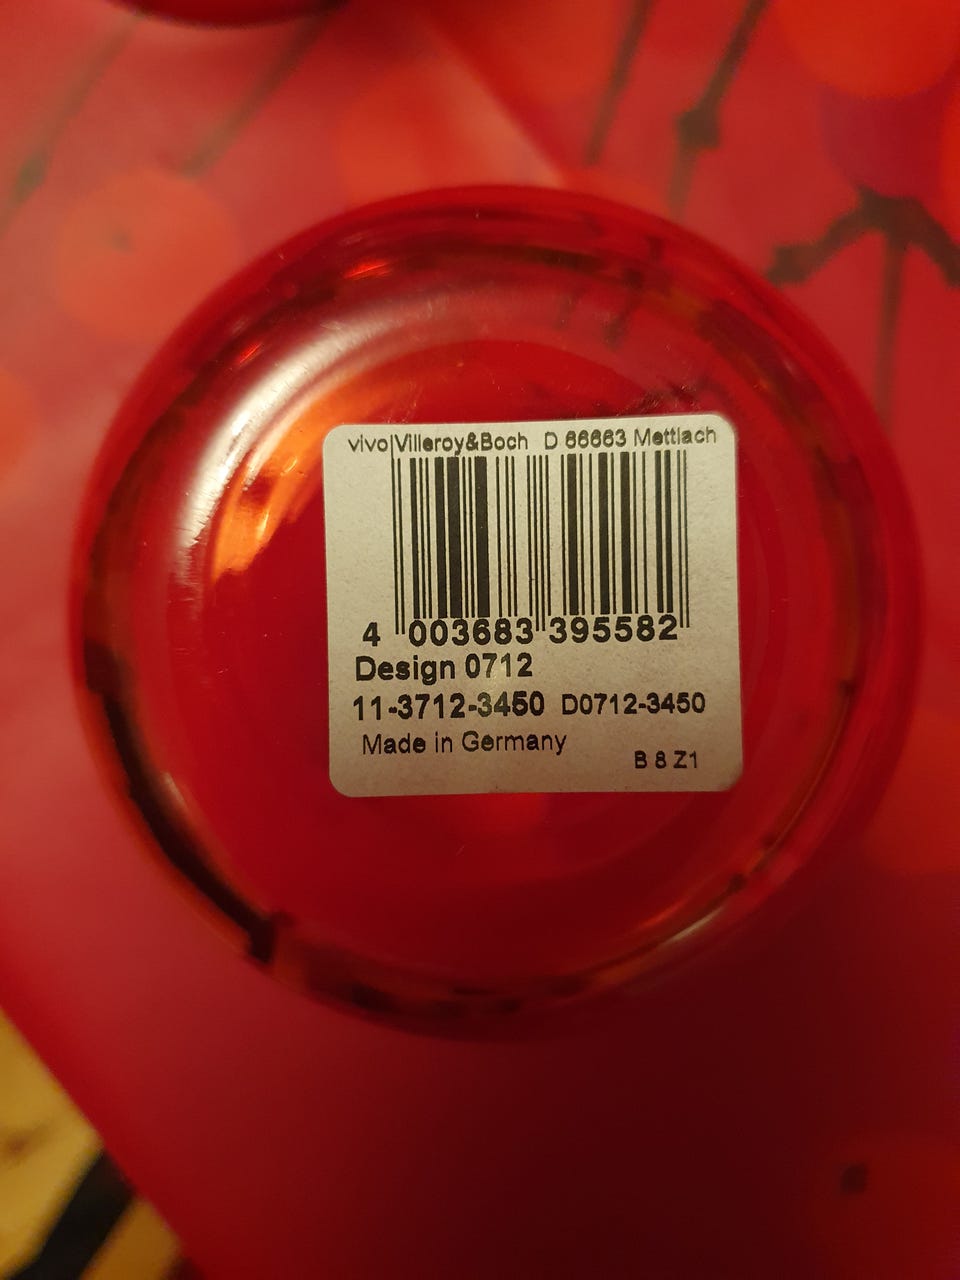 vivo|Villeroy&Boch D 66663 Mettlach
4 003683 395582
Design 0712
11-3712-3450 D0712-3450
Made in Germany
B 8 Z1